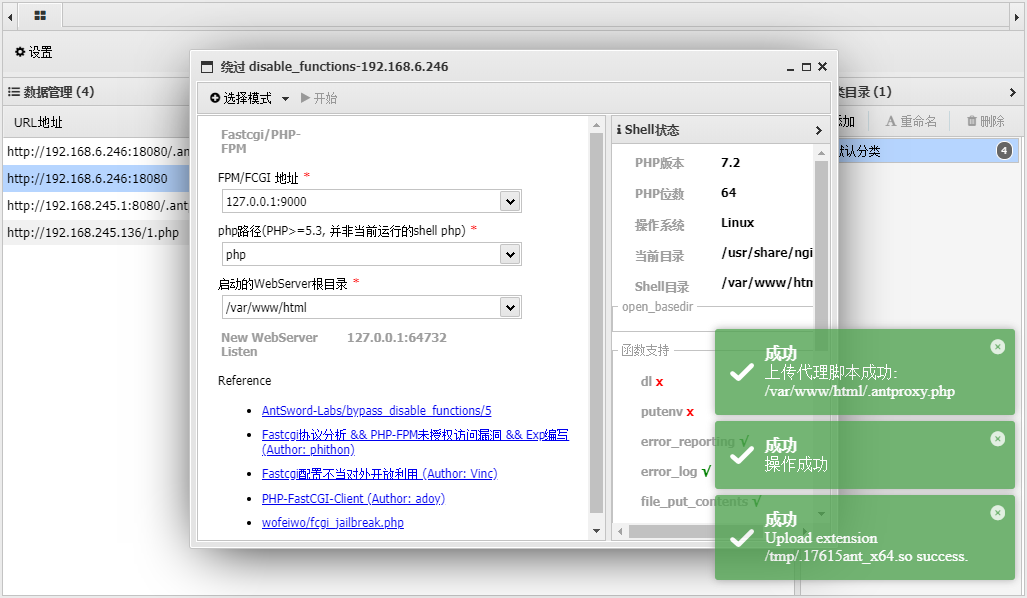 设置
绕过 disable_functions-192.168.6.246
数据管理 (4)
URL地址
http://192.168.6.246:18080/.an
http://192.168.6.246:18080
http://192.168.245.1:8080/.ant
http://192.168.245.136/1.php
选择模式
开始
Fastcgi/PHP-
FPM
FPM/FCGI 地址 *
127.0.0.1:9000
php路径(PHP>=5.3, 并非当前运行的shell php) *
php
启动的WebServer根目录 *
/var/www/html
New WebServer
Listen
127.0.0.1:64732
Reference
AntSword-Labs/bypass_disable_functions/5
Fastcgi协议分析 && PHP-FPM未授权访问漏洞 && Exp编写
(Author: phithon)
Fastcgi配置不当对外开放利用 (Author: Vinc)
PHP-FastCGI-Client (Author: adoy)
wofeiwo/fcgi_jailbreak.php
Shell状态
PHP版本 7.2
PHP位数 64
操作系统 Linux
当前目录 /usr/share/ngi
Shell目录 /var/www/htm
open_basedir
函数支持
dl x
putenv x
error_reporting √
error_log √
file_put_contents √
类目录 (1)
加
重命名
删除
默认分类
4
成功
上传代理脚本成功:
/var/www/html/.antproxy.php
成功
操作成功
成功
Upload extension
/tmp/.17615ant_x64.so success.